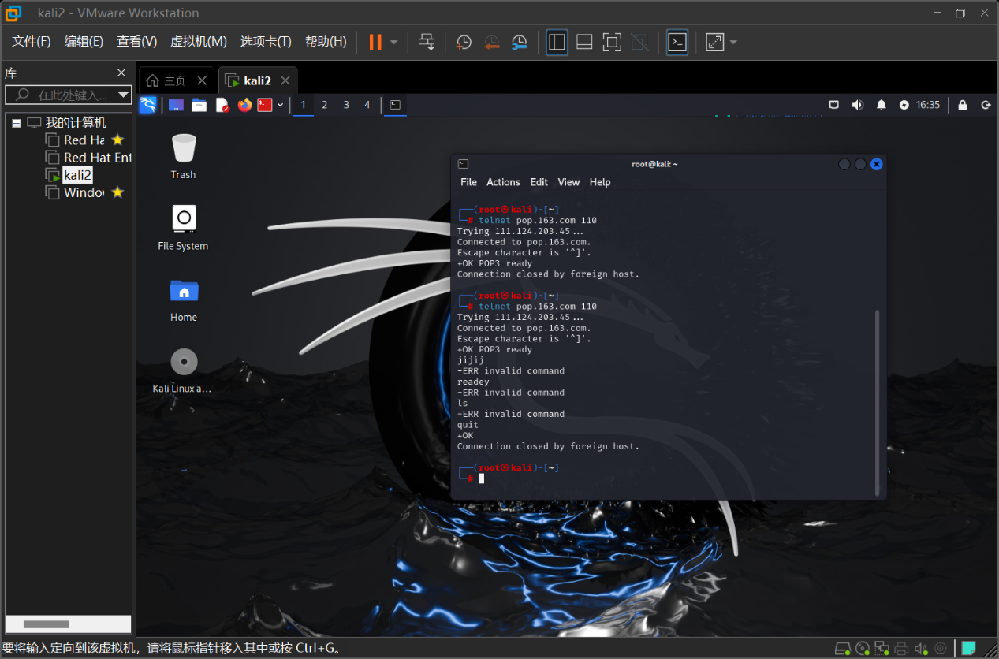 kali2 - VMware Workstation
文件(F) 编辑(E) 查看(V) 虚拟机(M) 选项卡(T) 帮助(H)
库
在此处键入...
我的计算机
Red Ha
Red Hat Ent
kali2
Window
主页
kali2
1 2 3 4
16:35
Trash
File System
Home
Kali Linux a...
root@kali: ~
File Actions Edit View Help
┌──(root㉿kali)-[~]
└─# telnet pop.163.com 110
Trying 111.124.203.45...
Connected to pop.163.com.
Escape character is '^]'.
+OK POP3 ready
Connection closed by foreign host.
┌──(root㉿kali)-[~]
└─# telnet pop.163.com 110
Trying 111.124.203.45...
Connected to pop.163.com.
Escape character is '^]'.
+OK POP3 ready
jijij
-ERR invalid command
readey
-ERR invalid command
ls
-ERR invalid command
quit
+OK
Connection closed by foreign host.
┌──(root㉿kali)-[~]
└─#
要将输入定向到该虚拟机，请将鼠标指针移入其中或按 Ctrl+G。